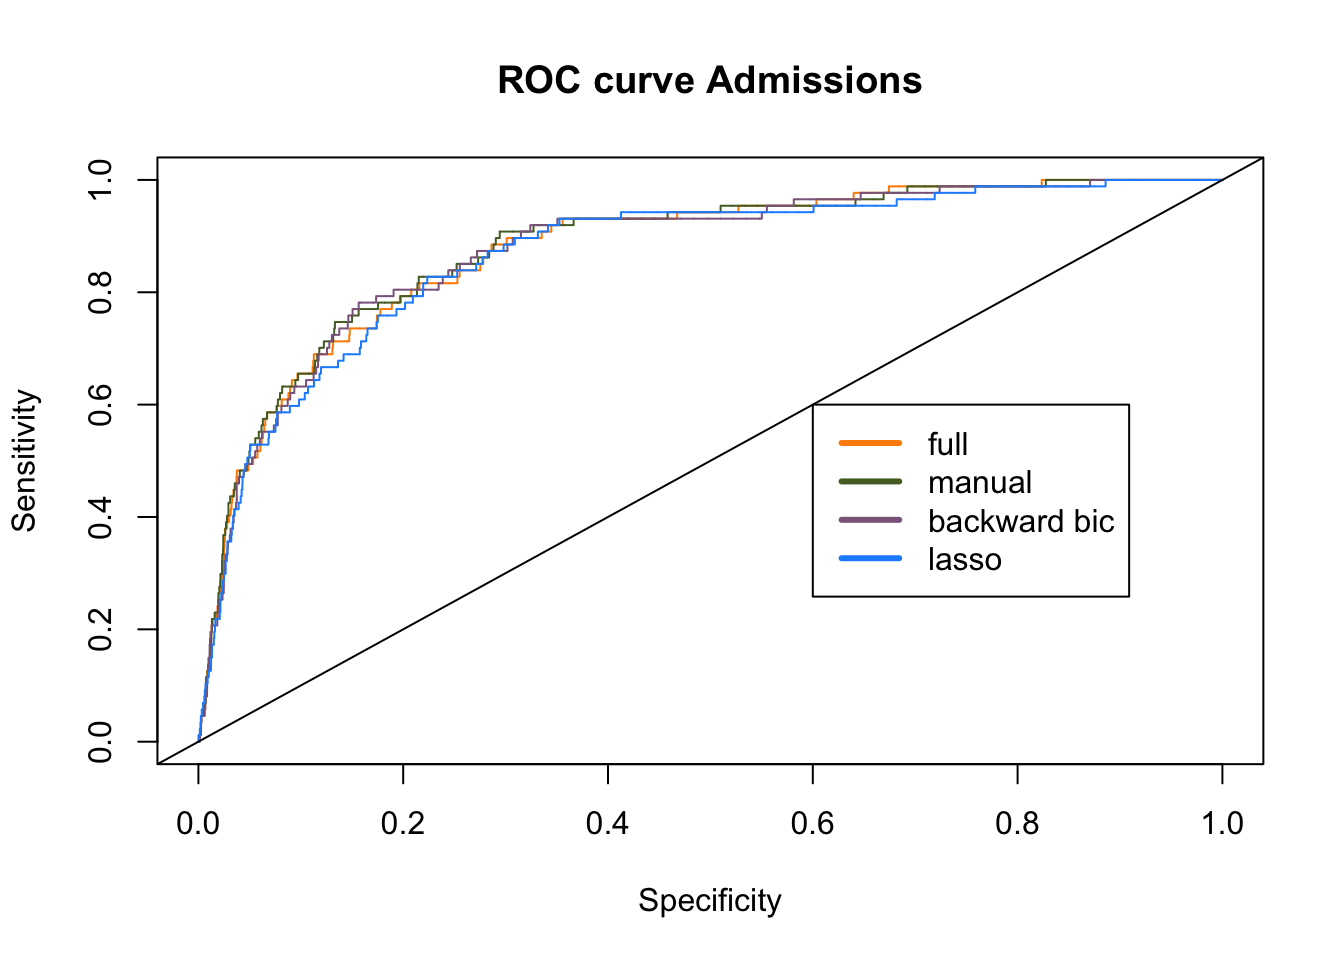 ROC curve Admissions
Sensitivity
1.0
0.8
0.6
0.4
0.2
0.0
full
manual
backward bic
lasso
0.0 0.2 0.4 0.6 0.8 1.0
Specificity